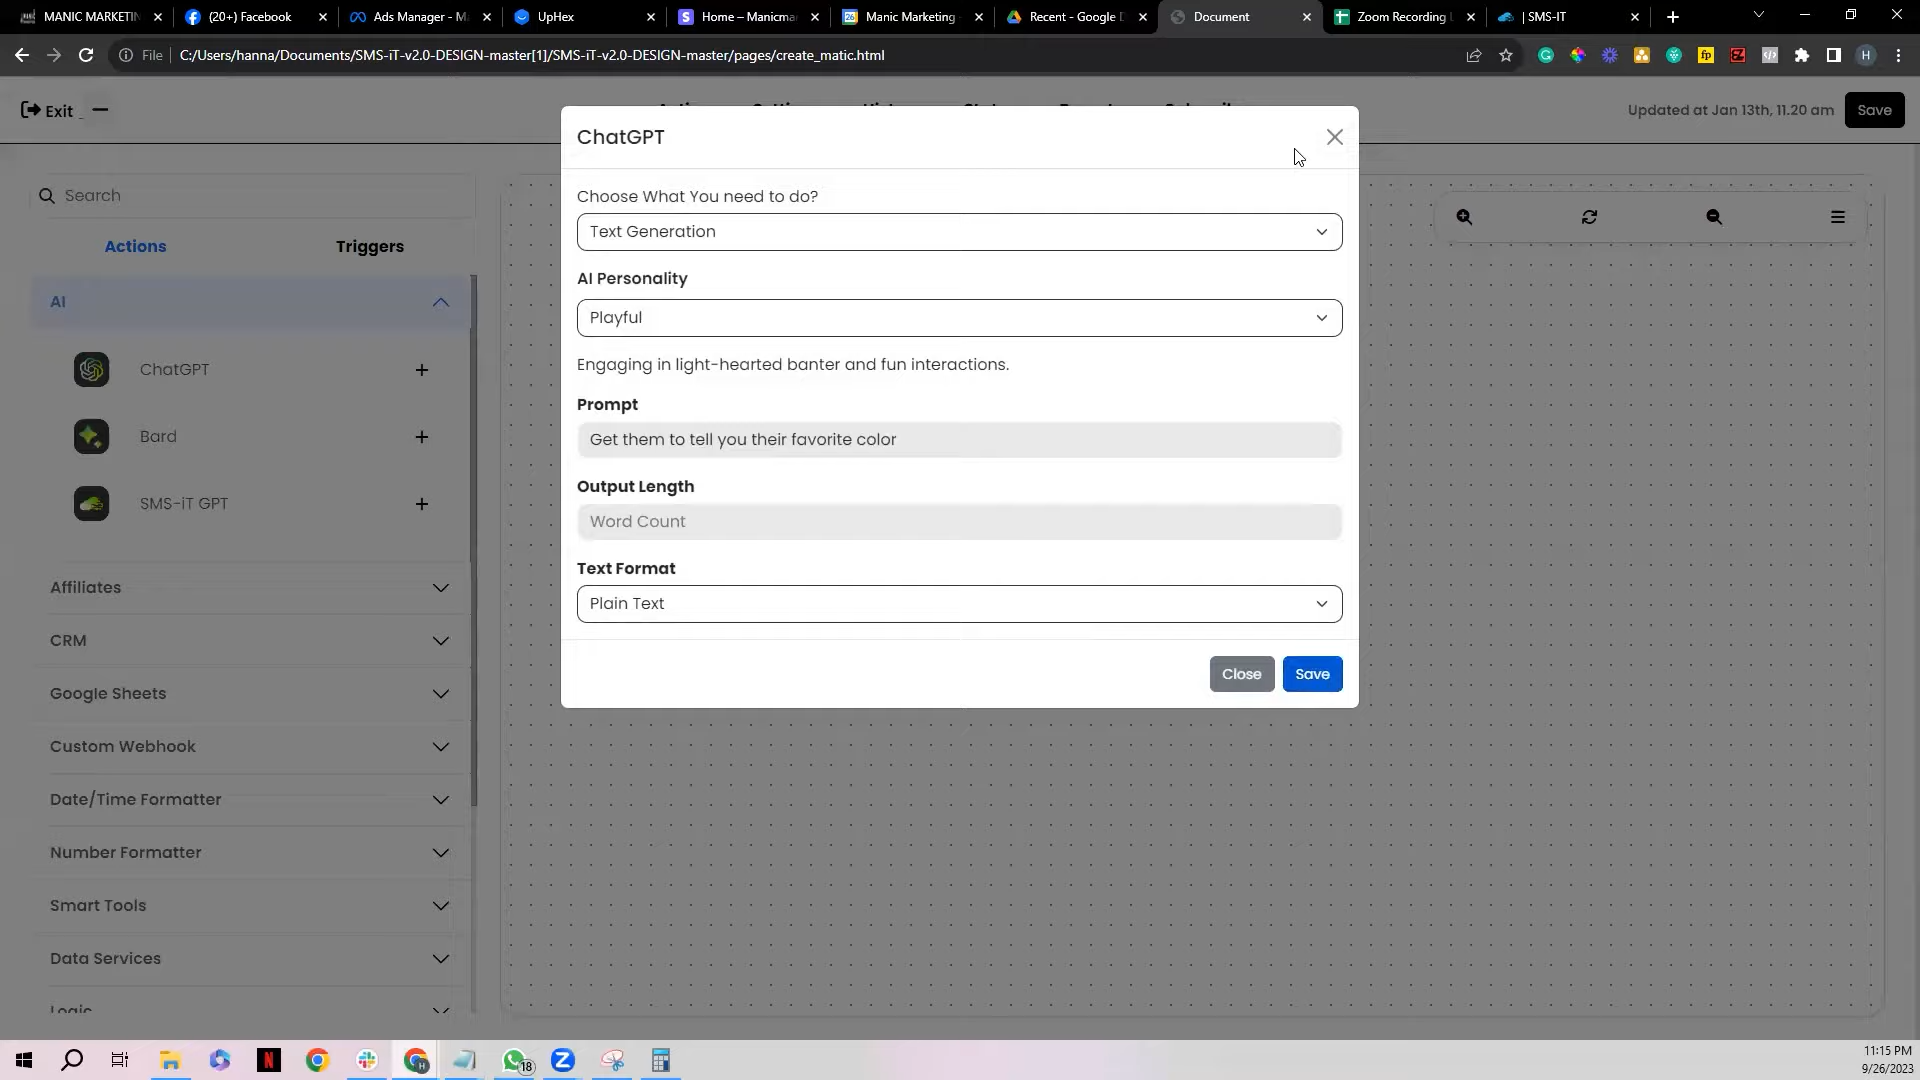 MANIC MARKETIN
(20+) Facebook
Ads Manager - M
UpHex
Home – Manicma
Manic Marketing
Recent - Google D
Document
Zoom Recording L
| SMS-IT
File
C:/Users/hanna/Documents/SMS-iT-v2.0-DESIGN-master[1]/SMS-iT-v2.0-DESIGN-master/pages/create_matic.html
fp
H
Exit
Updated at Jan 13th, 11.20 am
Save
ChatGPT
Search
Actions
Triggers
AI
ChatGPT
Bard
SMS-iT GPT
Affiliates
CRM
Google Sheets
Custom Webhook
Date/Time Formatter
Number Formatter
Smart Tools
Data Services
Logic
Choose What You need to do?
Text Generation
AI Personality
Playful
Engaging in light-hearted banter and fun interactions.
Prompt
Get them to tell you their favorite color
Output Length
Word Count
Text Format
Plain Text
Close
Save
18
11:15 PM
9/26/2023